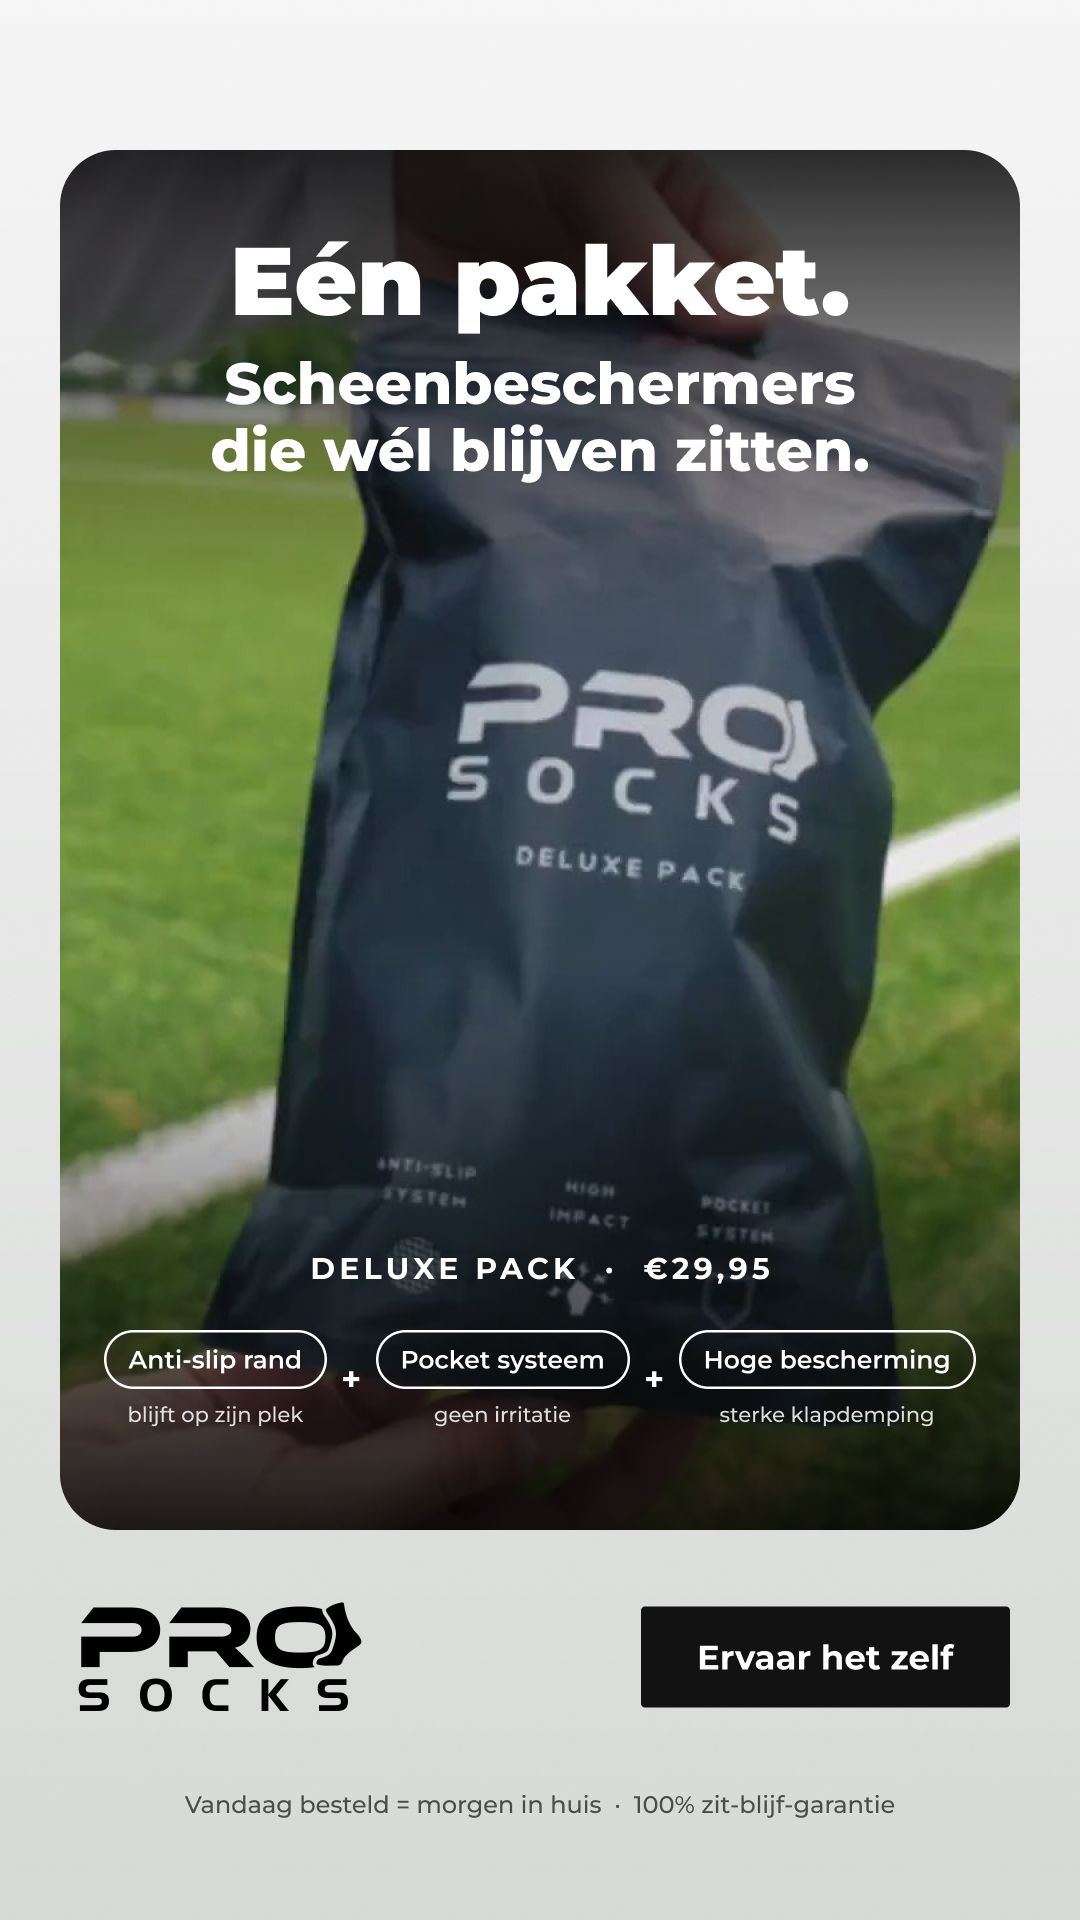 Eén pakket.
Scheenbeschermers
die wél blijven zitten.
PRO
SOCKS
DELUXE PACK
ANTI-SLIP SYSTEM
HIGH IMPACT
POCKET SYSTEM
DELUXE PACK · €29,95
Anti-slip rand + Pocket systeem + Hoge bescherming
blijft op zijn plek geen irritatie sterke klapdemping
PRO
SOCKS
Ervaar het zelf
Vandaag besteld = morgen in huis · 100% zit-blijf-garantie